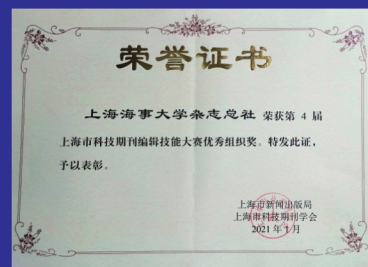 荣誉证书
上海海事大学杂志总社 荣获第 4 届
上海市科技期刊编辑技能大赛优秀组织奖。特发此证，
予以表彰。
上海市新闻出版局
上海市科技期刊学会
2021 年 1 月